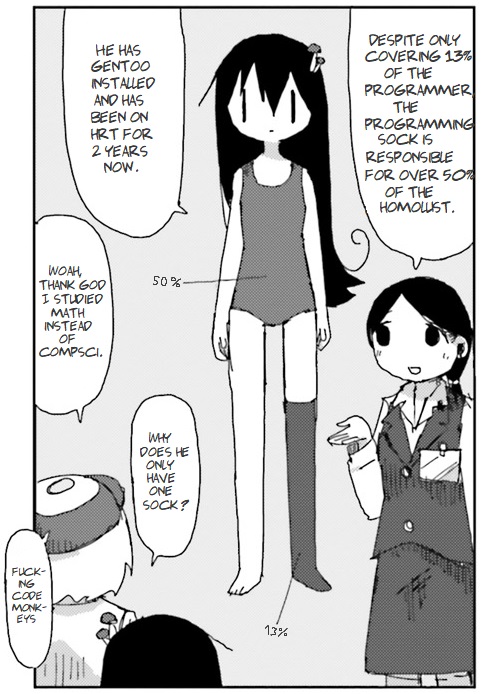 DESPITE ONLY
COVERING 13%
OF THE
PROGRAMMER,
THE
PROGRAMMING
SOCK IS
RESPONSIBLE
FOR OVER 50%
OF THE
HOMOLUST.
HE HAS
GENTOO
INSTALLED
AND HAS
BEEN ON
HRT FOR
2 YEARS
NOW.
50%
WOAH,
THANK GOD
I STUDIED
MATH
INSTEAD
OF
COMPSCI.
WHY
DOES HE
ONLY
HAVE
ONE
SOCK?
FUCK-
ING
CODE
MONK-
EYS
13%